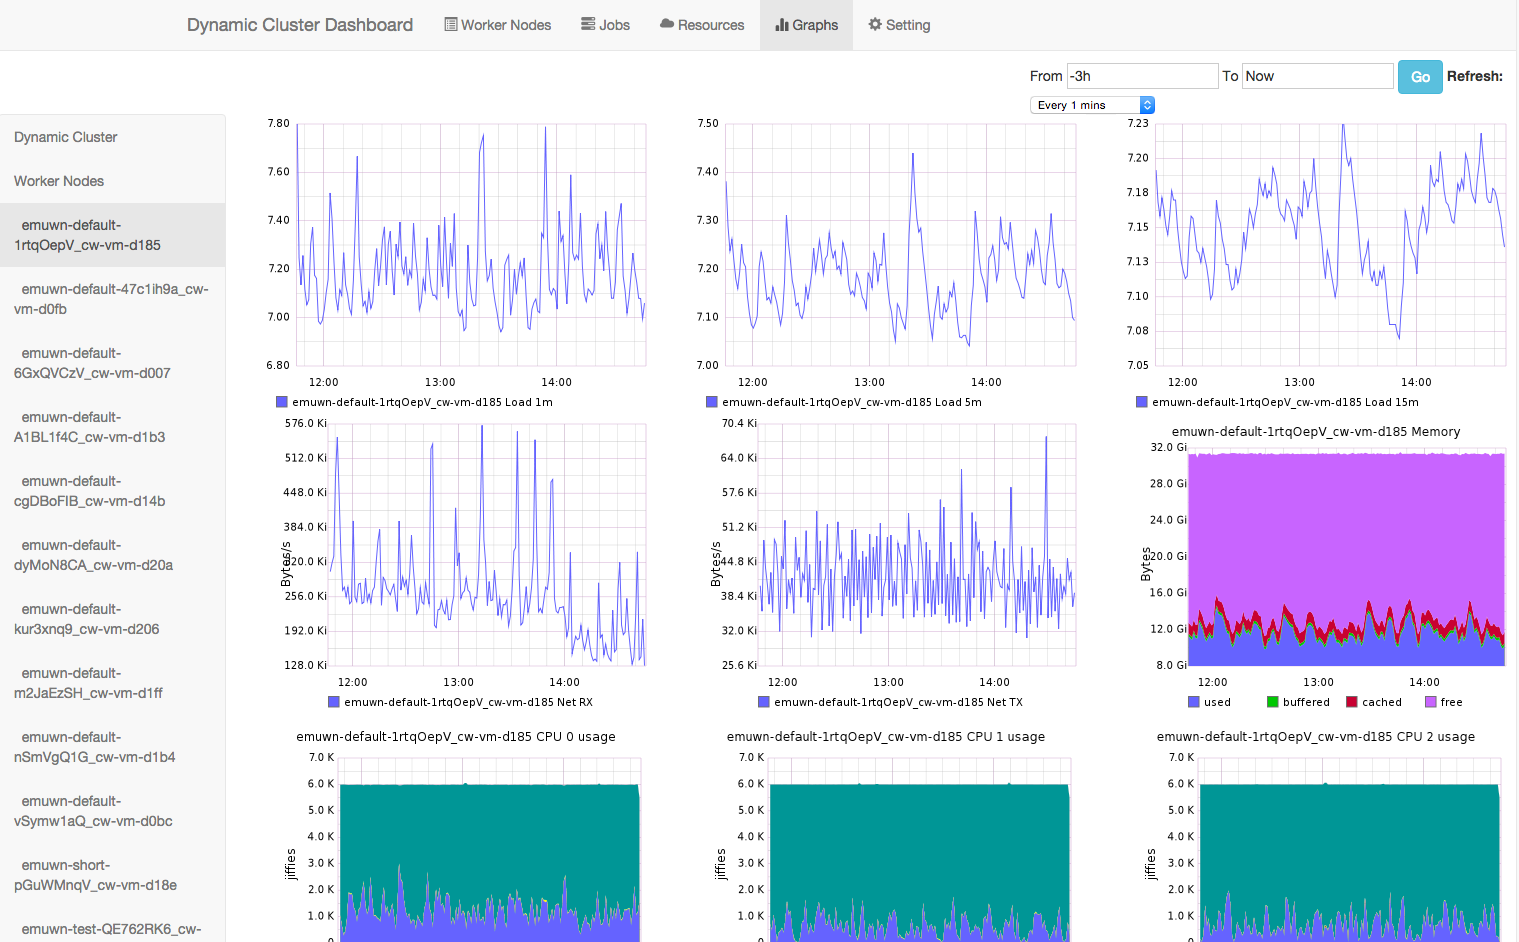 Dynamic Cluster Dashboard Worker Nodes Jobs Resources Graphs Setting
From -3h To Now Go Refresh:
Every 1 mins
Dynamic Cluster
Worker Nodes
emuwn-default-
1rtqOepV_cw-vm-d185
emuwn-default-47c1ih9a_cw-
vm-d0fb
emuwn-default-
6GxQVCzV_cw-vm-d007
emuwn-default-
A1BL1f4C_cw-vm-d1b3
emuwn-default-
cgDBoFIB_cw-vm-d14b
emuwn-default-
dyMoN8CA_cw-vm-d20a
emuwn-default-
kur3xnq9_cw-vm-d206
emuwn-default-
m2JaEzSH_cw-vm-d1ff
emuwn-default-
nSmVgQ1G_cw-vm-d1b4
emuwn-default-
vSymw1aQ_cw-vm-d0bc
emuwn-short-
pGuWMnqV_cw-vm-d18e
emuwn-test-QE762RK6_cw-
7.80
7.60
7.40
7.20
7.00
6.80
12:00 13:00 14:00
emuwn-default-1rtqOepV_cw-vm-d185 Load 1m
7.50
7.40
7.30
7.20
7.10
7.00
12:00 13:00 14:00
emuwn-default-1rtqOepV_cw-vm-d185 Load 5m
7.23
7.20
7.18
7.15
7.13
7.10
7.08
7.05
12:00 13:00 14:00
emuwn-default-1rtqOepV_cw-vm-d185 Load 15m
576.0 Ki
512.0 Ki
448.0 Ki
384.0 Ki
320.0 Ki
256.0 Ki
192.0 Ki
128.0 Ki
Bytes/s
12:00 13:00 14:00
emuwn-default-1rtqOepV_cw-vm-d185 Net RX
70.4 Ki
64.0 Ki
57.6 Ki
51.2 Ki
44.8 Ki
38.4 Ki
32.0 Ki
25.6 Ki
Bytes/s
12:00 13:00 14:00
emuwn-default-1rtqOepV_cw-vm-d185 Net TX
emuwn-default-1rtqOepV_cw-vm-d185 Memory
32.0 Gi
28.0 Gi
24.0 Gi
20.0 Gi
16.0 Gi
12.0 Gi
8.0 Gi
Bytes
12:00 13:00 14:00
used buffered cached free
emuwn-default-1rtqOepV_cw-vm-d185 CPU 0 usage
7.0 K
6.0 K
5.0 K
4.0 K
3.0 K
2.0 K
1.0 K
0
jiffies
emuwn-default-1rtqOepV_cw-vm-d185 CPU 1 usage
7.0 K
6.0 K
5.0 K
4.0 K
3.0 K
2.0 K
1.0 K
0
jiffies
emuwn-default-1rtqOepV_cw-vm-d185 CPU 2 usage
7.0 K
6.0 K
5.0 K
4.0 K
3.0 K
2.0 K
1.0 K
0
jiffies